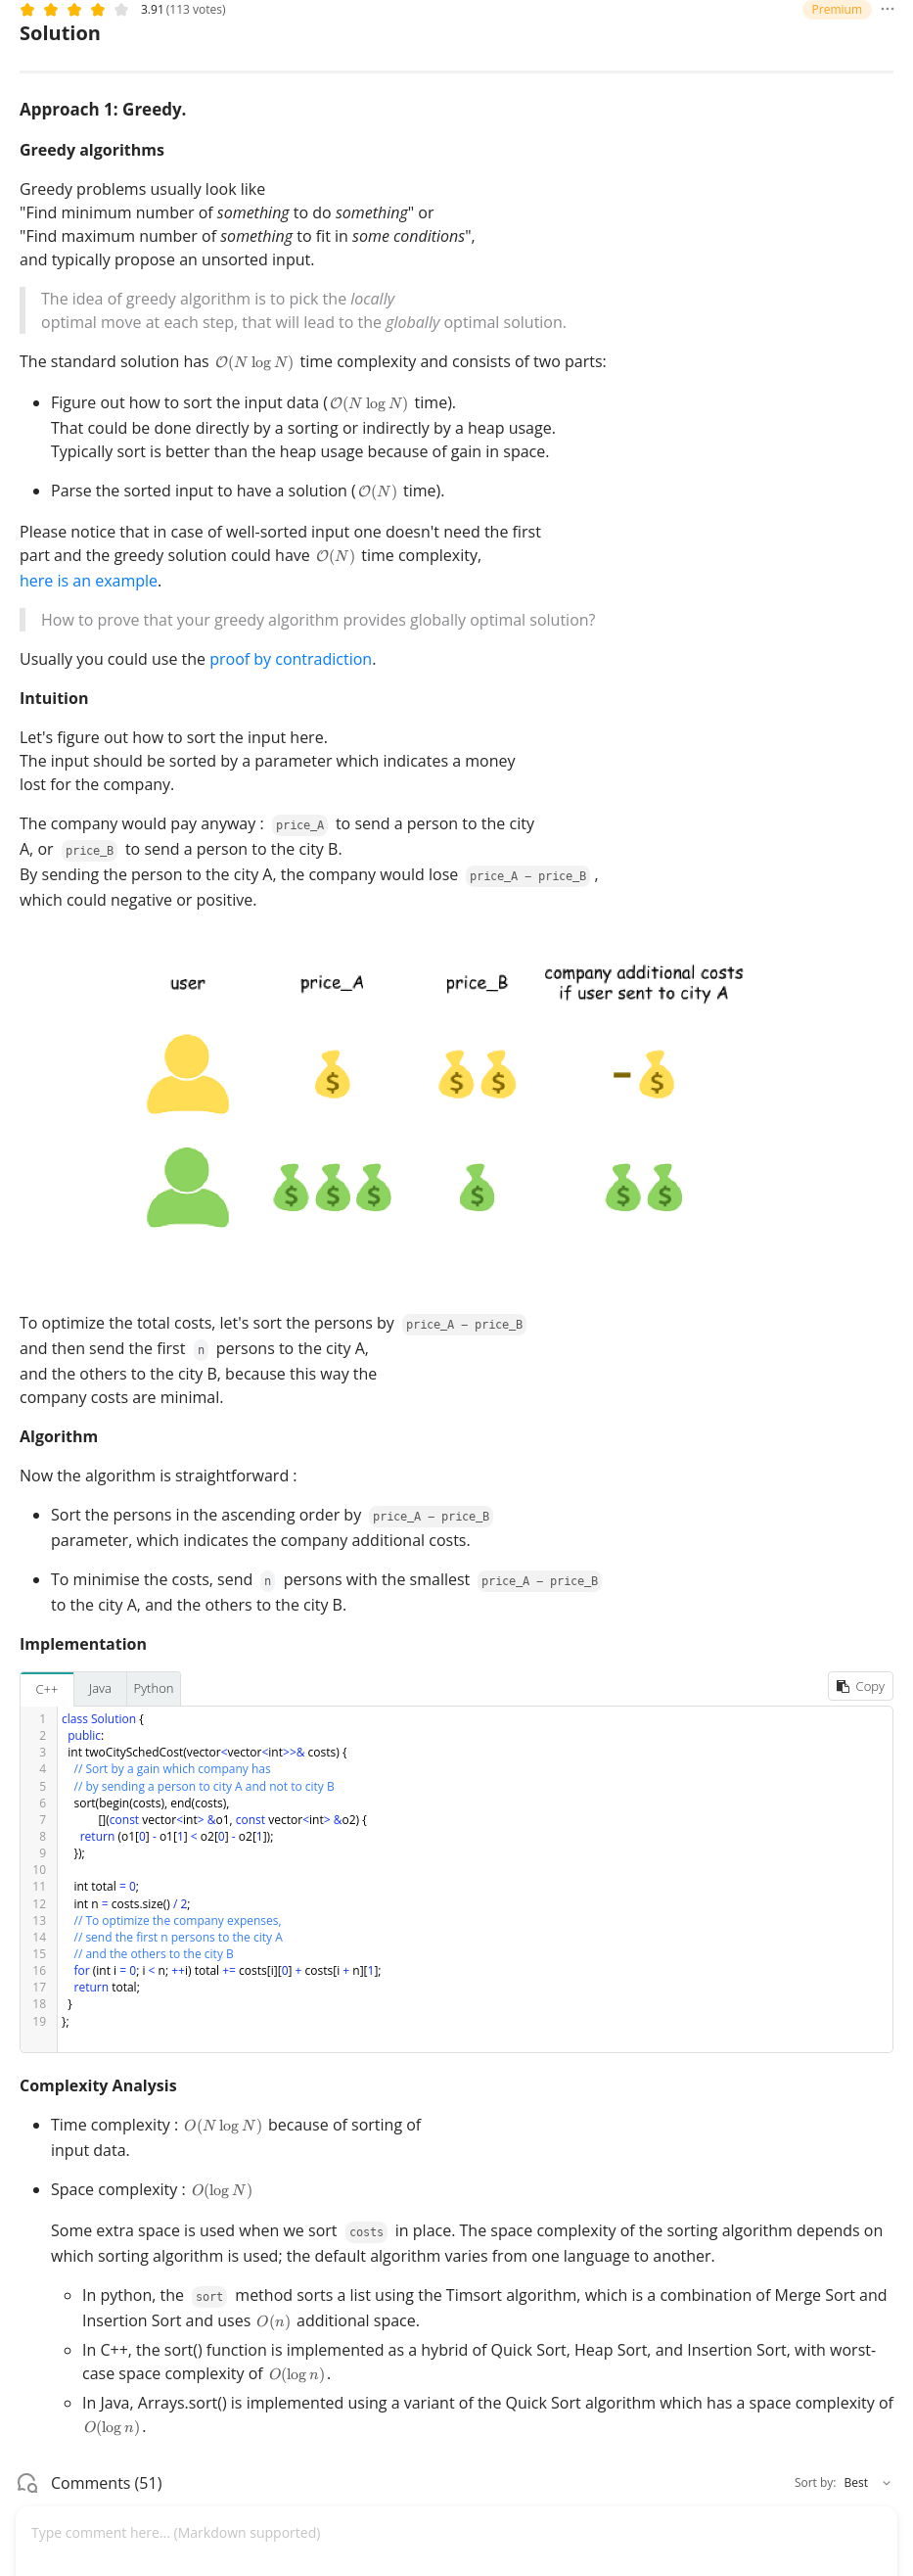 3.91 (113 votes)
Premium
Solution
Approach 1: Greedy.
Greedy algorithms
Greedy problems usually look like
"Find minimum number of something to do something" or
"Find maximum number of something to fit in some conditions",
and typically propose an unsorted input.
The idea of greedy algorithm is to pick the locally
optimal move at each step, that will lead to the globally optimal solution.
The standard solution has O(N log N) time complexity and consists of two parts:
• Figure out how to sort the input data (O(N log N) time).
That could be done directly by a sorting or indirectly by a heap usage.
Typically sort is better than the heap usage because of gain in space.
• Parse the sorted input to have a solution (O(N) time).
Please notice that in case of well-sorted input one doesn't need the first
part and the greedy solution could have O(N) time complexity,
here is an example.
How to prove that your greedy algorithm provides globally optimal solution?
Usually you could use the proof by contradiction.
Intuition
Let's figure out how to sort the input here.
The input should be sorted by a parameter which indicates a money
lost for the company.
The company would pay anyway : price_A to send a person to the city
A, or price_B to send a person to the city B.
By sending the person to the city A, the company would lose price_A - price_B ,
which could negative or positive.
user price_A price_B company additional costs
if user sent to city A
$ $ $ - $
$ $ $ $ $ $
To optimize the total costs, let's sort the persons by price_A - price_B
and then send the first n persons to the city A,
and the others to the city B, because this way the
company costs are minimal.
Algorithm
Now the algorithm is straightforward :
• Sort the persons in the ascending order by price_A - price_B
parameter, which indicates the company additional costs.
• To minimise the costs, send n persons with the smallest price_A - price_B
to the city A, and the others to the city B.
Implementation
C++ Java Python Copy
1 class Solution {
2 public:
3 int twoCitySchedCost(vector<vector<int>>& costs) {
4 // Sort by a gain which company has
5 // by sending a person to city A and not to city B
6 sort(begin(costs), end(costs),
7 [](const vector<int> &o1, const vector<int> &o2) {
8 return (o1[0] - o1[1] < o2[0] - o2[1]);
9 });
10
11 int total = 0;
12 int n = costs.size() / 2;
13 // To optimize the company expenses,
14 // send the first n persons to the city A
15 // and the others to the city B
16 for (int i = 0; i < n; ++i) total += costs[i][0] + costs[i + n][1];
17 return total;
18 }
19 };
Complexity Analysis
• Time complexity : O(N log N) because of sorting of
input data.
• Space complexity : O(log N)
Some extra space is used when we sort costs in place. The space complexity of the sorting algorithm depends on
which sorting algorithm is used; the default algorithm varies from one language to another.
◦ In python, the sort method sorts a list using the Timsort algorithm, which is a combination of Merge Sort and
Insertion Sort and uses O(n) additional space.
◦ In C++, the sort() function is implemented as a hybrid of Quick Sort, Heap Sort, and Insertion Sort, with worst-
case space complexity of O(log n).
◦ In Java, Arrays.sort() is implemented using a variant of the Quick Sort algorithm which has a space complexity of
O(log n).
Comments (51)
Sort by: Best
Type comment here... (Markdown supported)